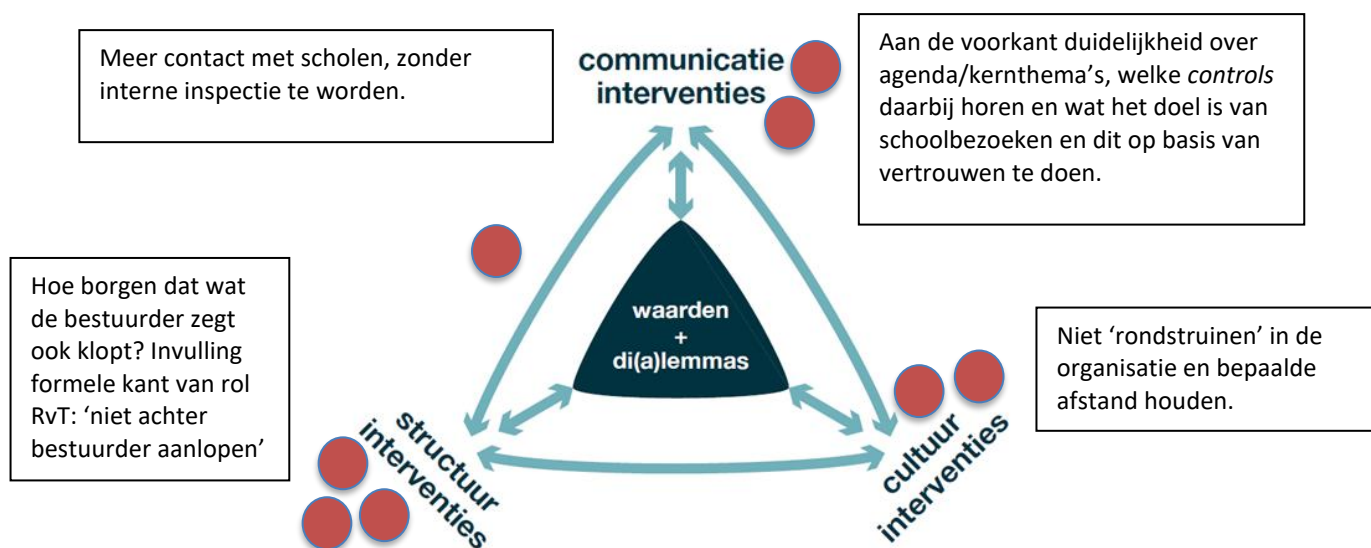 Meer contact met scholen, zonder
interne inspectie te worden.
communicatie
interventies
Aan de voorkant duidelijkheid over
agenda/kernthema’s, welke controls
daarbij horen en wat het doel is van
schoolbezoeken en dit op basis van
vertrouwen te doen.
Hoe borgen dat wat
de bestuurder zegt
ook klopt? Invulling
formele kant van rol
RvT: ‘niet achter
bestuurder aanlopen’
waarden
+
di(a)lemmas
Niet ‘rondstruinen’ in de
organisatie en bepaalde
afstand houden.
structuur
interventies
cultuur
interventies